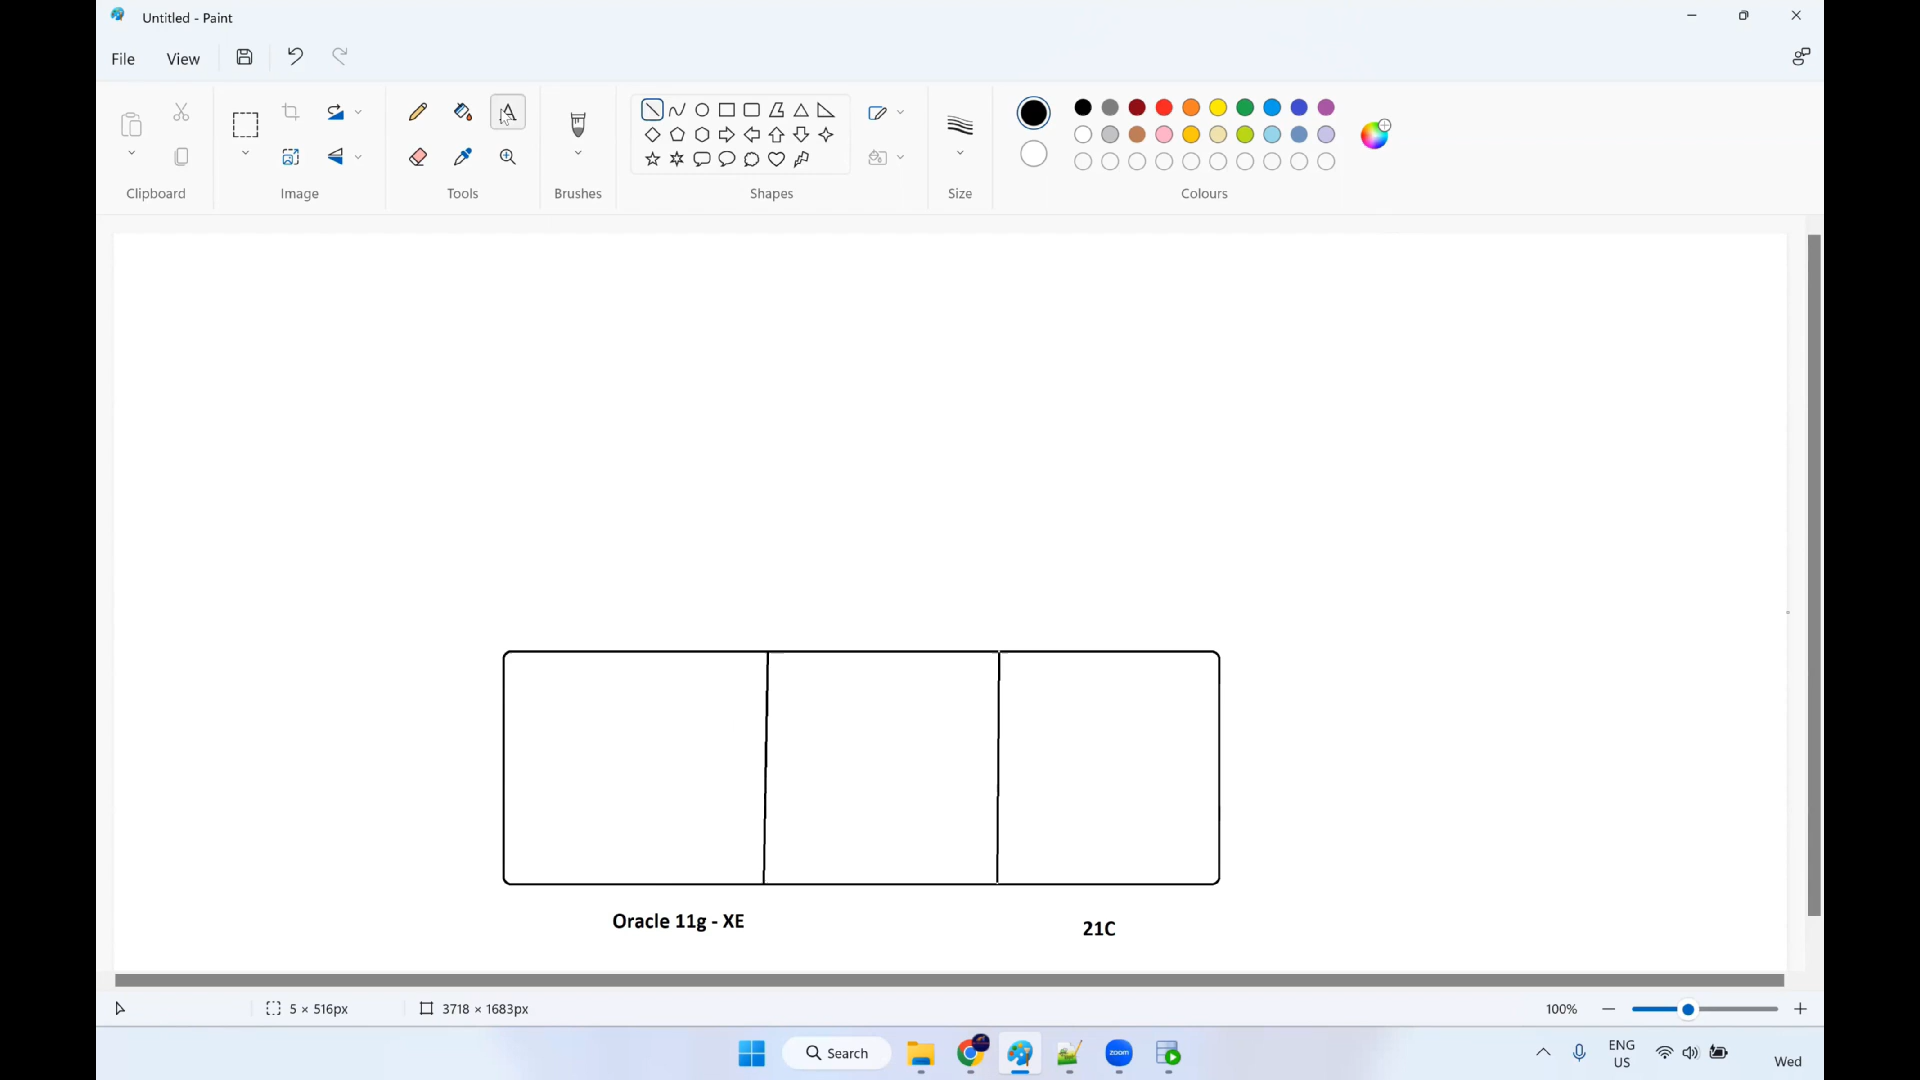 Untitled - Paint
File
View
Clipboard
Image
Tools
Brushes
Shapes
Size
Colours
Oracle 11g - XE
21C
5 × 516px
3718 × 1683px
100%
Search
zoom
ENG
US
Wed